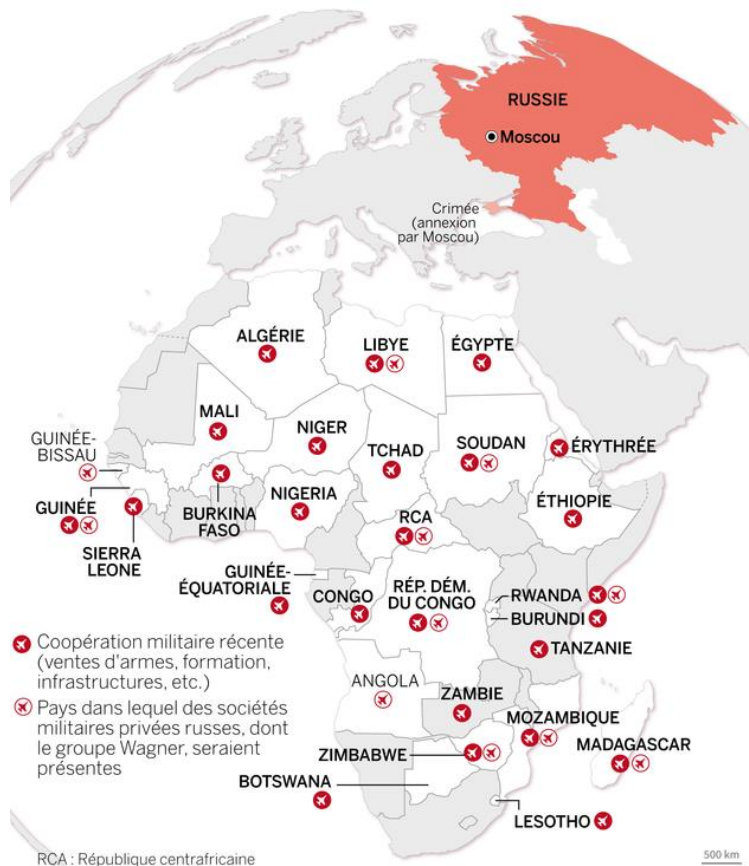 RUSSIE
Moscou
Crimée
(annexion
par Moscou)
ALGÉRIE
LIBYE
ÉGYPTE
MALI
NIGER
TCHAD
SOUDAN
ÉRYTHRÉE
GUINÉE-
BISSAU
GUINÉE
SIERRA
LEONE
BURKINA
FASO
NIGERIA
ÉTHIOPIE
RCA
GUINÉE-
ÉQUATORIALE
CONGO
RÉP. DÉM.
DU CONGO
RWANDA
BURUNDI
TANZANIE
ANGOLA
ZAMBIE
MOZAMBIQUE
MADAGASCAR
ZIMBABWE
BOTSWANA
LESOTHO
Coopération militaire récente
(ventes d'armes, formation,
infrastructures, etc.)
Pays dans lequel des sociétés
militaires privées russes, dont
le groupe Wagner, seraient
présentes
RCA : République centrafricaine
500 km